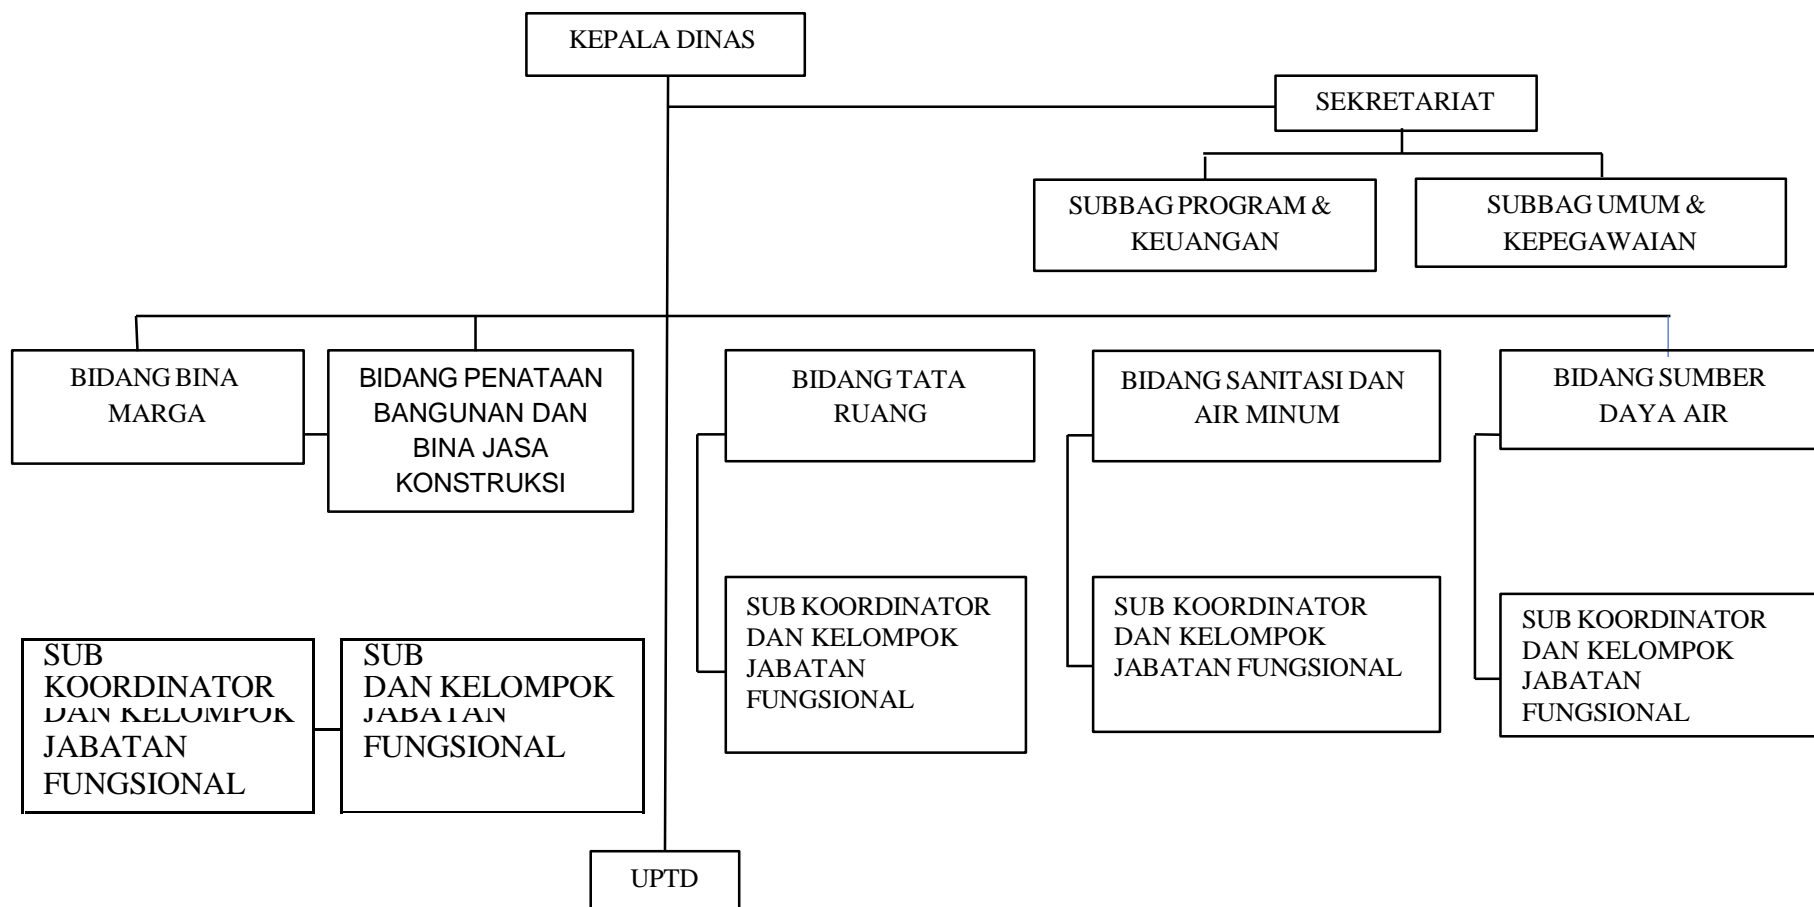 KEPALA DINAS
SEKRETARIAT
SUBBAG PROGRAM &
KEUANGAN
SUBBAG UMUM &
KEPEGAWAIAN
BIDANG BINA
MARGA
BIDANG PENATAAN
BANGUNAN DAN
BINA JASA
KONSTRUKSI
BIDANG TATA
RUANG
BIDANG SANITASI DAN
AIR MINUM
BIDANG SUMBER
DAYA AIR
SUB
KOORDINATOR
DAN KELOMPOK
JABATAN
FUNGSIONAL
SUB
DAN KELOMPOK
JABATAN
FUNGSIONAL
SUB KOORDINATOR
DAN KELOMPOK
JABATAN
FUNGSIONAL
SUB KOORDINATOR
DAN KELOMPOK
JABATAN FUNGSIONAL
SUB KOORDINATOR
DAN KELOMPOK
JABATAN
FUNGSIONAL
UPTD